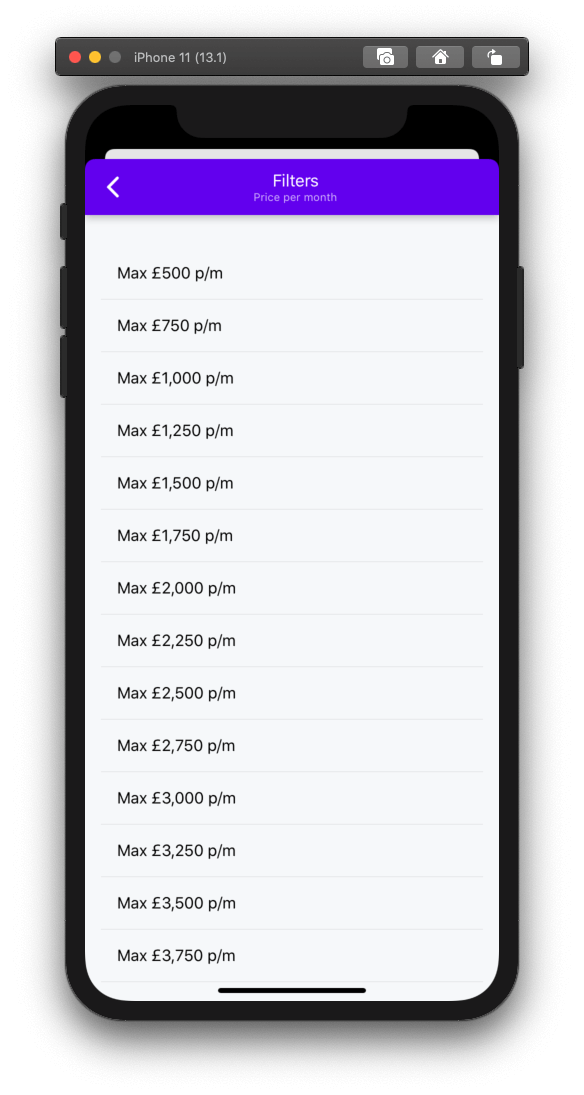 iPhone 11 (13.1)
Filters
Price per month
Max £500 p/m
Max £750 p/m
Max £1,000 p/m
Max £1,250 p/m
Max £1,500 p/m
Max £1,750 p/m
Max £2,000 p/m
Max £2,250 p/m
Max £2,500 p/m
Max £2,750 p/m
Max £3,000 p/m
Max £3,250 p/m
Max £3,500 p/m
Max £3,750 p/m